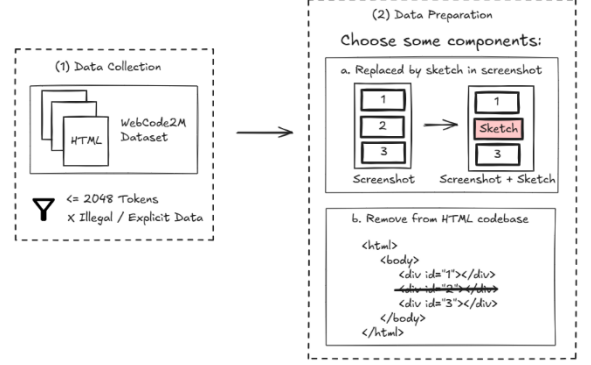 (1) Data Collection
HTML
WebCode2M
Dataset
<= 2048 Tokens
x Illegal / Explicit Data
(2) Data Preparation
Choose some components:
a. Replaced by sketch in screenshot
1
2
3
Screenshot
1
Sketch
3
Screenshot + Sketch
b. Remove from HTML codebase
<html>
<body>
<div id="1"></div>
<div id="2"></div>
<div id="3"></div>
</body>
</html>